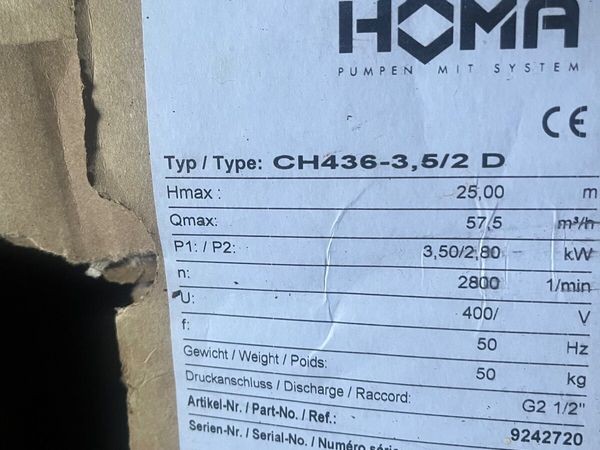 HOMA
PUMPEN MIT SYSTEM
CE
Typ / Type: CH436-3,5/2 D
Hmax : 25,00 m
Qmax: 57,5 m³/h
P1: / P2: 3,50/2,80 kW
n: 2800 1/min
U: 400/ V
f: 50 Hz
Gewicht / Weight / Poids: 50 kg
Druckanschluss / Discharge / Raccord: G2 1/2"
Artikel-Nr. / Part-No. / Ref.: 9242720
Serien-Nr. / Serial-No. / Numéro série